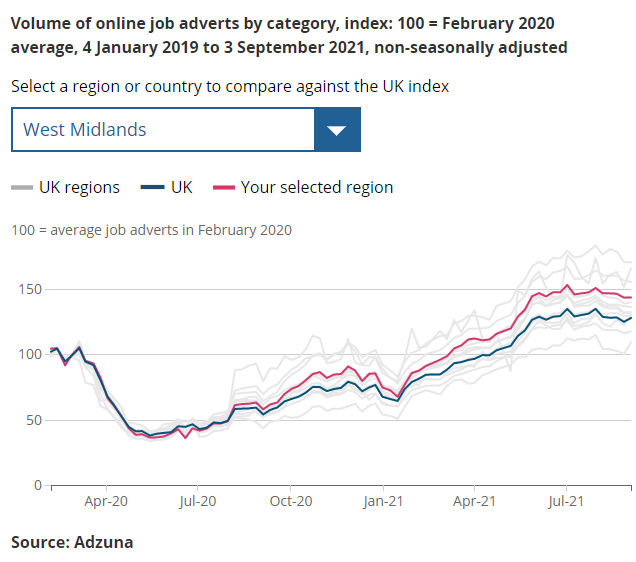 Volume of online job adverts by category, index: 100 = February 2020
average, 4 January 2019 to 3 September 2021, non-seasonally adjusted
Select a region or country to compare against the UK index
West Midlands
UK regions UK Your selected region
100 = average job adverts in February 2020
150
100
50
0
Apr-20 Jul-20 Oct-20 Jan-21 Apr-21 Jul-21
Source: Adzuna